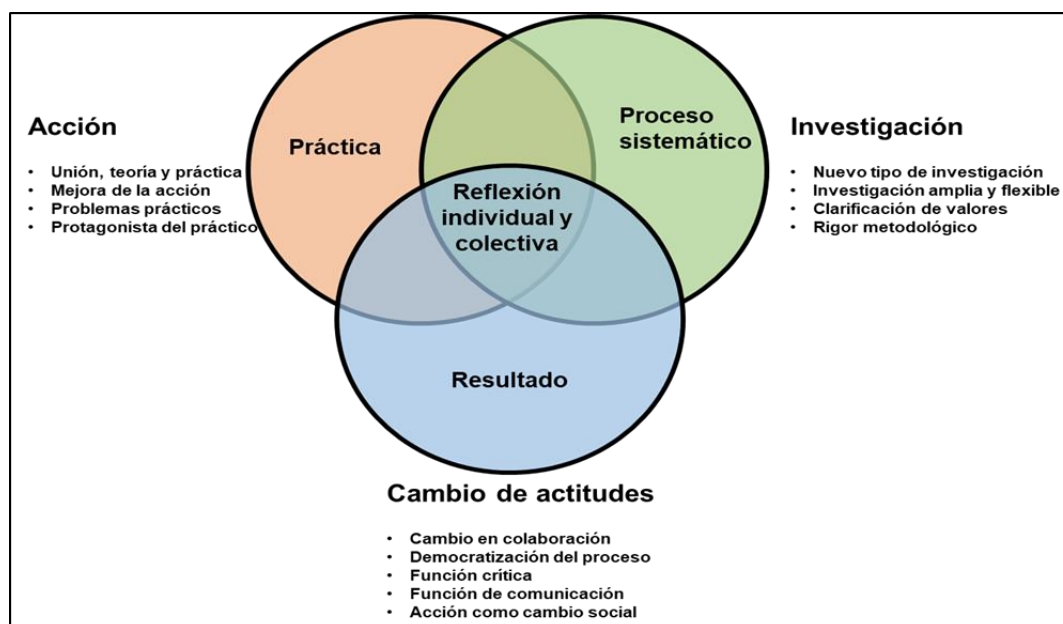 Acción
• Unión, teoría y práctica
• Mejora de la acción
• Problemas prácticos
• Protagonista del práctico
Práctica
Proceso
sistemático
Reflexión
individual y
colectiva
Resultado
Investigación
• Nuevo tipo de investigación
• Investigación amplia y flexible
• Clarificación de valores
• Rigor metodológico
Cambio de actitudes
• Cambio en colaboración
• Democratización del proceso
• Función crítica
• Función de comunicación
• Acción como cambio social